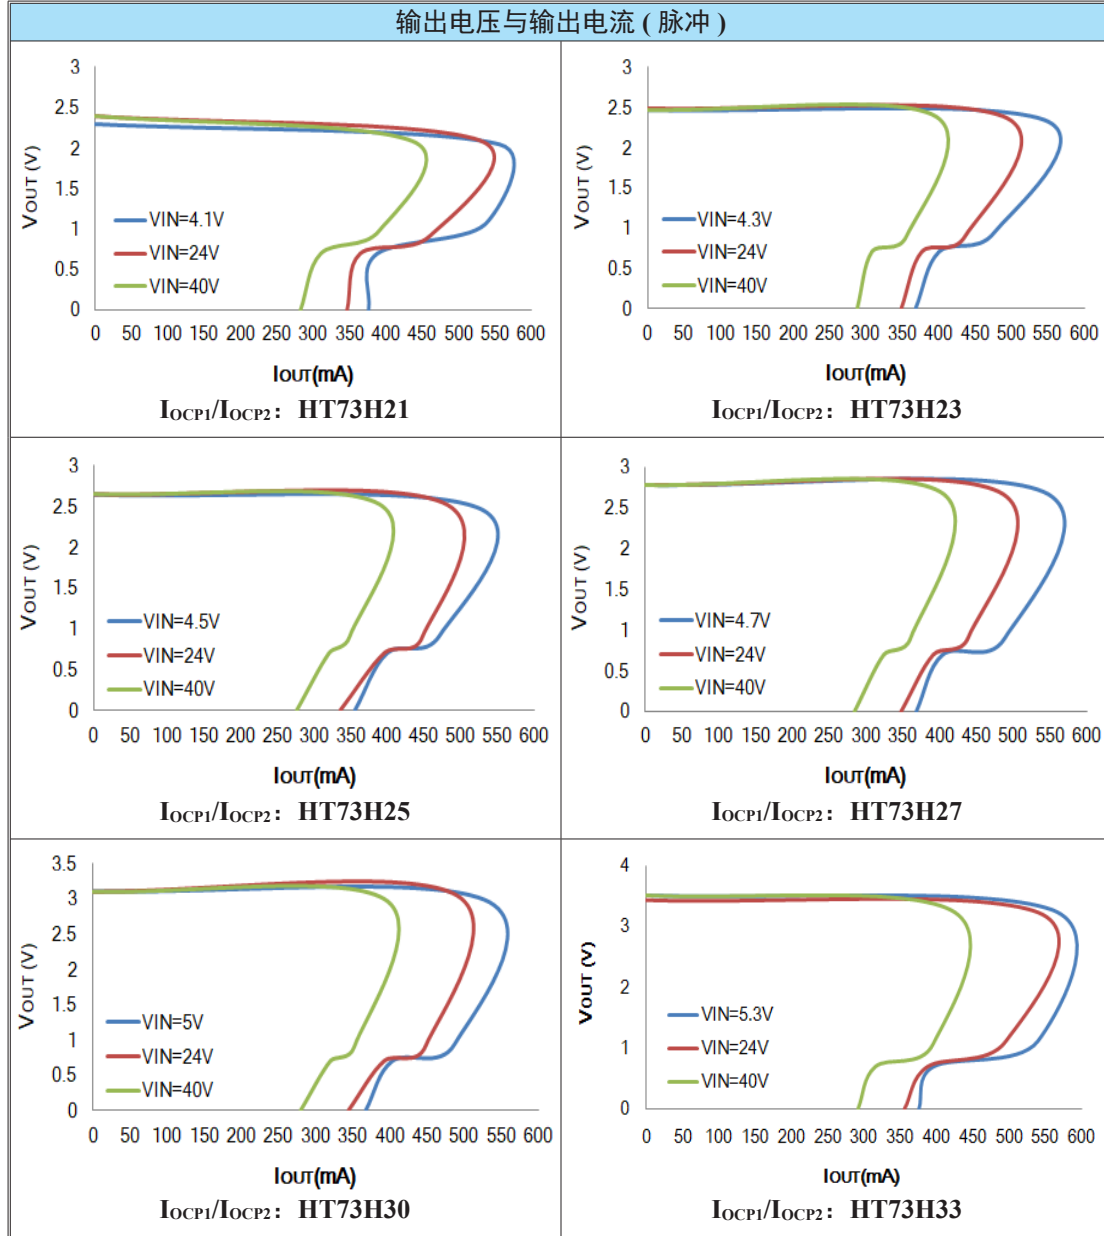 输出电压与输出电流 ( 脉冲 )
3
2.5
2
1.5
1
0.5
0
VOUT (V)
VIN=4.1V
VIN=24V
VIN=40V
0 50 100 150 200 250 300 350 400 450 500 550 600
IOUT(mA)
IOCP1/IOCP2：HT73H21
3
2.5
2
1.5
1
0.5
0
VOUT (V)
VIN=4.3V
VIN=24V
VIN=40V
0 50 100 150 200 250 300 350 400 450 500 550 600
IOUT(mA)
IOCP1/IOCP2：HT73H23
3
2.5
2
1.5
1
0.5
0
VOUT (V)
VIN=4.5V
VIN=24V
VIN=40V
0 50 100 150 200 250 300 350 400 450 500 550 600
IOUT(mA)
IOCP1/IOCP2：HT73H25
3
2.5
2
1.5
1
0.5
0
VOUT (V)
VIN=4.7V
VIN=24V
VIN=40V
0 50 100 150 200 250 300 350 400 450 500 550 600
IOUT(mA)
IOCP1/IOCP2：HT73H27
3.5
3
2.5
2
1.5
1
0.5
0
VOUT (V)
VIN=5V
VIN=24V
VIN=40V
0 50 100 150 200 250 300 350 400 450 500 550 600
IOUT(mA)
IOCP1/IOCP2：HT73H30
4
3
2
1
0
VOUT (V)
VIN=5.3V
VIN=24V
VIN=40V
0 50 100 150 200 250 300 350 400 450 500 550 600
IOUT(mA)
IOCP1/IOCP2：HT73H33